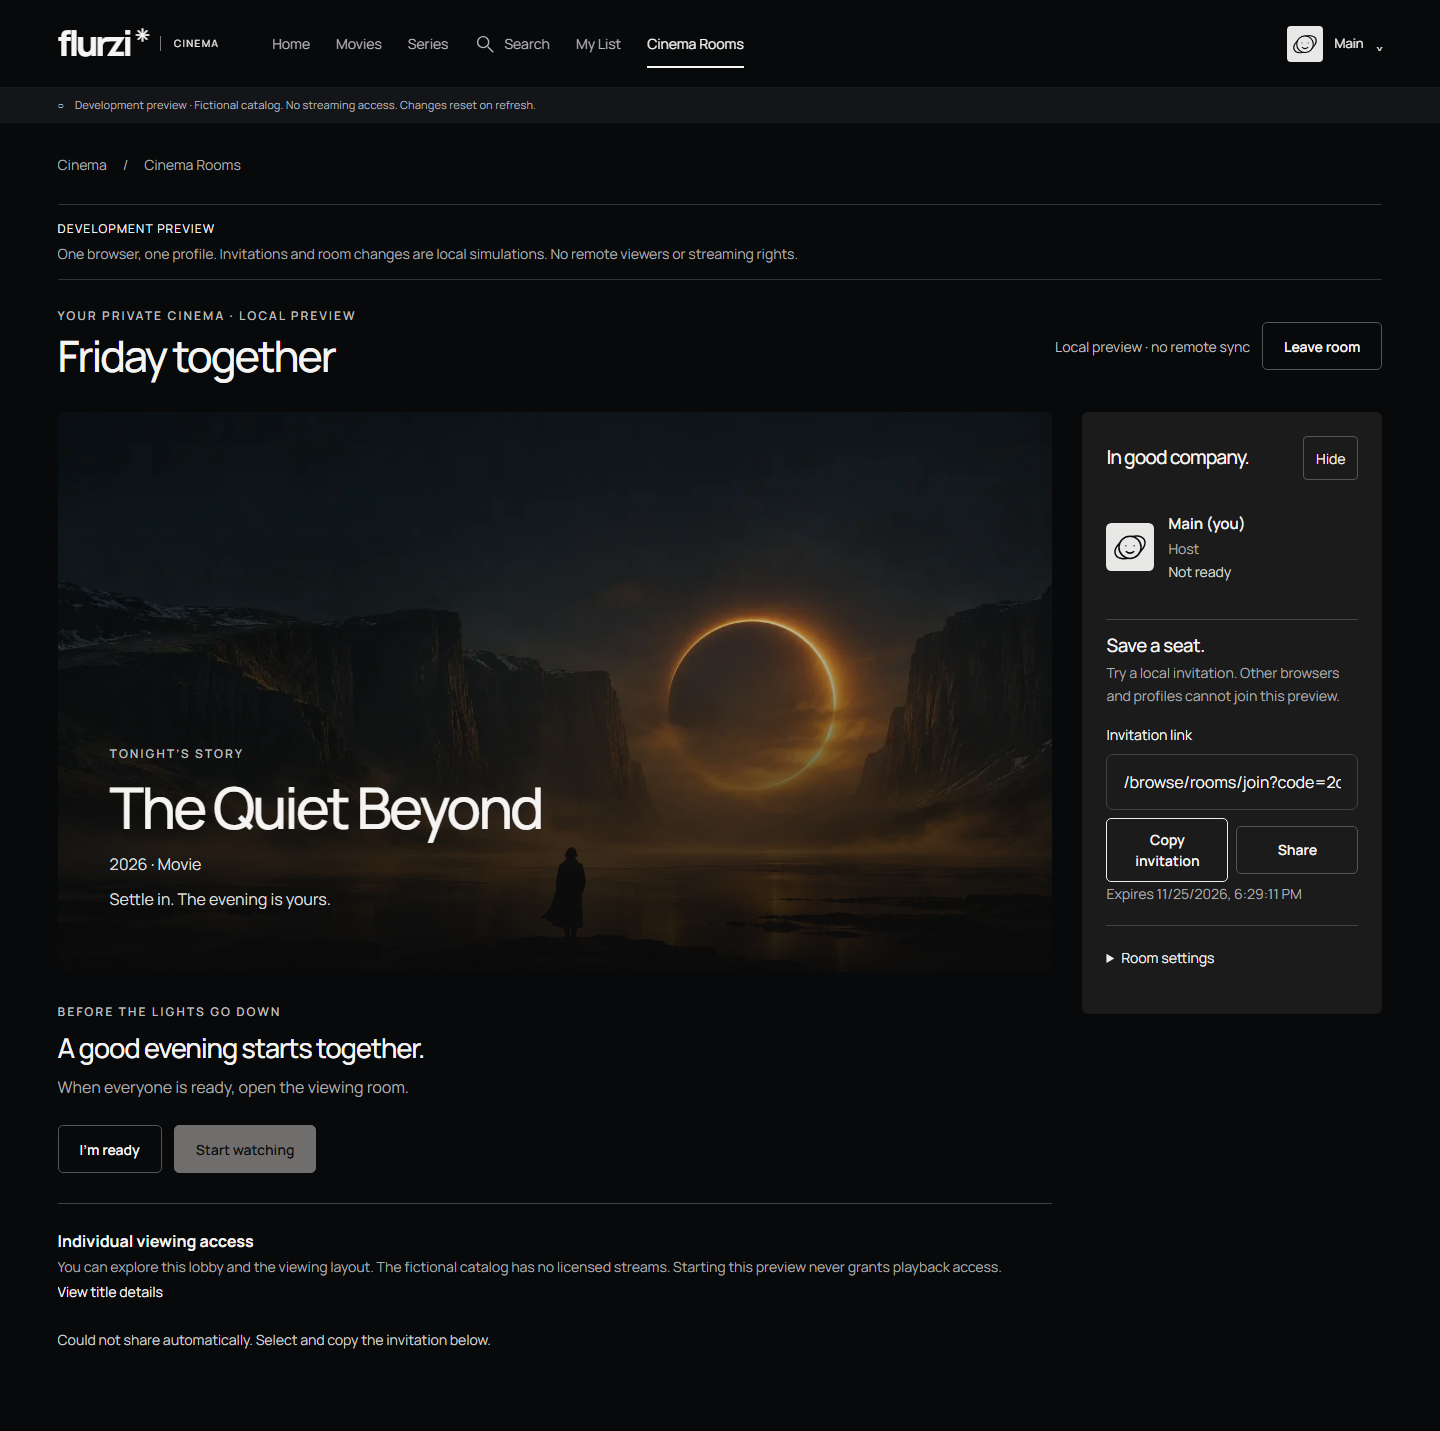 flurzi* | CINEMA
Home
Movies
Series
Search
My List
Cinema Rooms
Main
Development preview · Fictional catalog. No streaming access. Changes reset on refresh.
Cinema / Cinema Rooms
DEVELOPMENT PREVIEW
One browser, one profile. Invitations and room changes are local simulations. No remote viewers or streaming rights.
YOUR PRIVATE CINEMA · LOCAL PREVIEW
Friday together
Local preview · no remote sync
Leave room
TONIGHT'S STORY
The Quiet Beyond
2026 · Movie
Settle in. The evening is yours.
In good company.
Hide
Main (you)
Host
Not ready
Save a seat.
Try a local invitation. Other browsers
and profiles cannot join this preview.
Invitation link
/browse/rooms/join?code=2
Copy
invitation
Share
Expires 11/25/2026, 6:29:11 PM
Room settings
BEFORE THE LIGHTS GO DOWN
A good evening starts together.
When everyone is ready, open the viewing room.
I'm ready
Start watching
Individual viewing access
You can explore this lobby and the viewing layout. The fictional catalog has no licensed streams. Starting this preview never grants playback access.
View title details
Could not share automatically. Select and copy the invitation below.